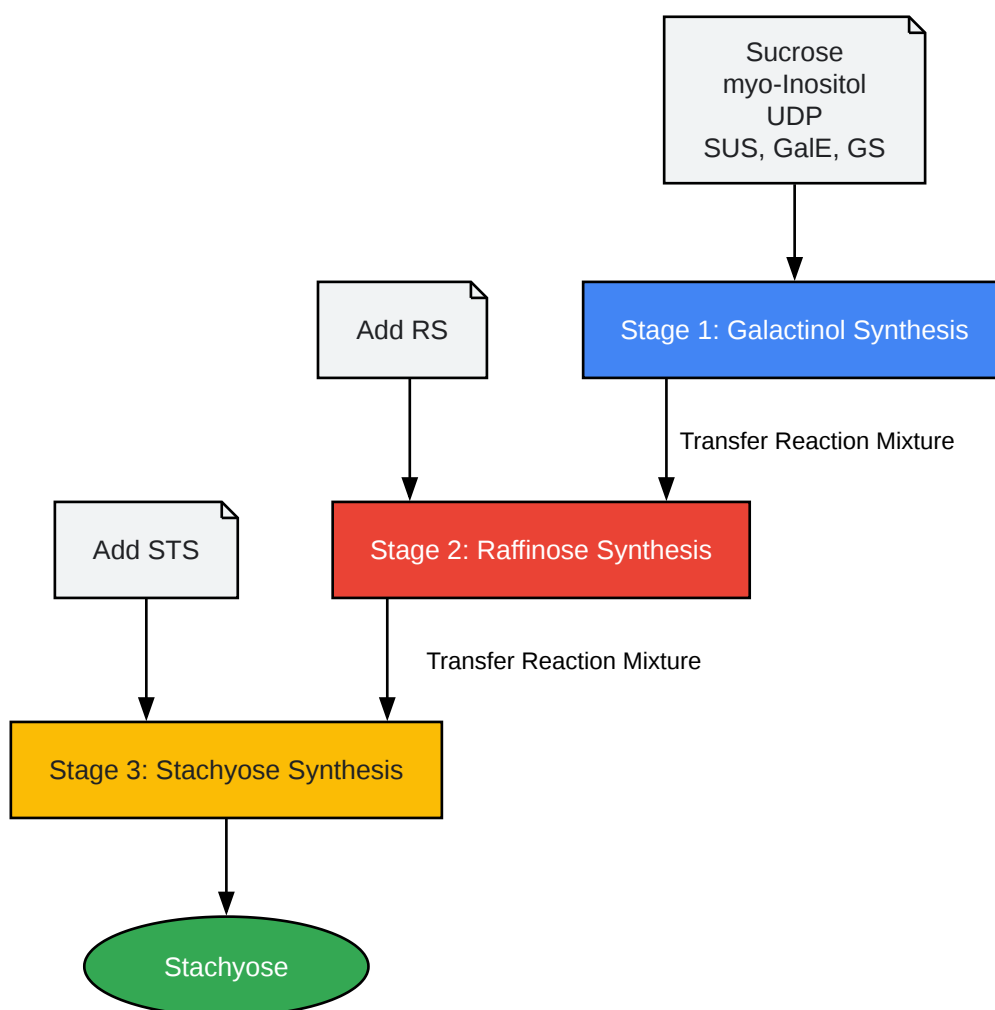 Sucrose
myo-Inositol
UDP
SUS, GalE, GS
Add RS
Stage 1: Galactinol Synthesis
Transfer Reaction Mixture
Add STS
Stage 2: Raffinose Synthesis
Transfer Reaction Mixture
Stage 3: Stachyose Synthesis
Stachyose